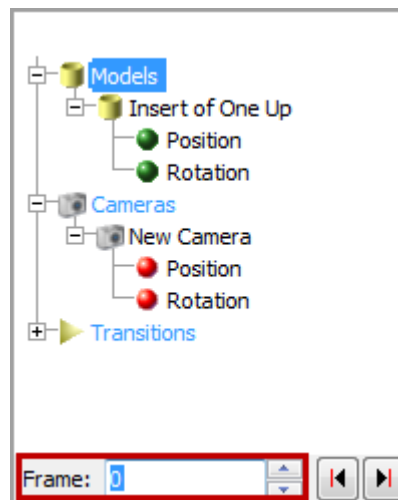 Models
Insert of One Up
Position
Rotation
Cameras
New Camera
Position
Rotation
Transitions
Frame: 0